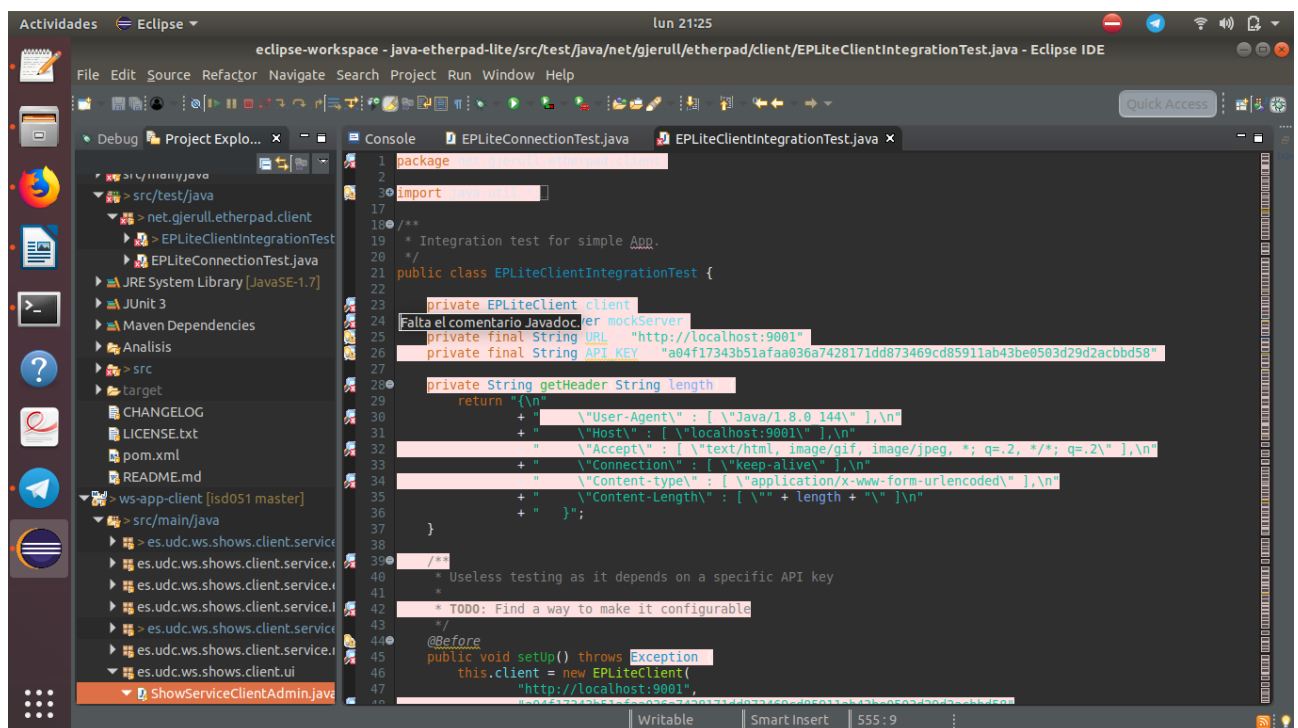 Actividades Eclipse lun 21:25
eclipse-workspace - java-etherpad-lite/src/test/java/net/gjerull/etherpad/client/EPLiteClientIntegrationTest.java - Eclipse IDE
File Edit Source Refactor Navigate Search Project Run Window Help
Quick Access
Debug Project Explo... Console EPLiteConnectionTest.java EPLiteClientIntegrationTest.java
src/main/java
> src/test/java
> net.gjerull.etherpad.client
> EPLiteClientIntegrationTest
EPLiteConnectionTest.java
JRE System Library [JavaSE-1.7]
JUnit 3
Maven Dependencies
> Analisis
> src
> target
CHANGELOG
LICENSE.txt
pom.xml
README.md
> ws-app-client [isd051 master]
> src/main/java
> es.udc.ws.shows.client.service
es.udc.ws.shows.client.service.
es.udc.ws.shows.client.service.
es.udc.ws.shows.client.service.
> es.udc.ws.shows.client.service
es.udc.ws.shows.client.service.
es.udc.ws.shows.client.ui
ShowServiceClientAdmin.java
1 package net.gjerull.etherpad.client
2
3 import java.util.
17
18 /**
19 * Integration test for simple App.
20 */
21 public class EPLiteClientIntegrationTest {
22
23 private EPLiteClient client
24 Falta el comentario Javadoc. ver mockServer
25 private final String URL "http://localhost:9001"
26 private final String API_KEY "a04f17343b51afaa036a7428171dd873469cd85911ab43be0503d29d2acbbd58"
27
28 private String getHeader String length
29 return "{\n"
30 + " \"User-Agent\" : [ \"Java/1.8.0 144\" ],\n"
31 + " \"Host\" : [ \"localhost:9001\" ],\n"
32 " \"Accept\" : [ \"text/html, image/gif, image/jpeg, *; q=.2, */*; q=.2\" ],\n"
33 + " \"Connection\" : [ \"keep-alive\" ],\n"
34 " \"Content-type\" : [ \"application/x-www-form-urlencoded\" ],\n"
35 + " \"Content-Length\" : [ \"" + length + "\" ]\n"
36 + " }";
37 }
38
39 /**
40 * Useless testing as it depends on a specific API key
41 *
42 * TODO: Find a way to make it configurable
43 */
44 @Before
45 public void setUp() throws Exception
46 this.client = new EPLiteClient(
47 "http://localhost:9001",
48 "a04f17343b51afaa036a7428171dd873469cd85911ab43be0503d29d2acbbd58"
Writable Smart Insert 555 : 9